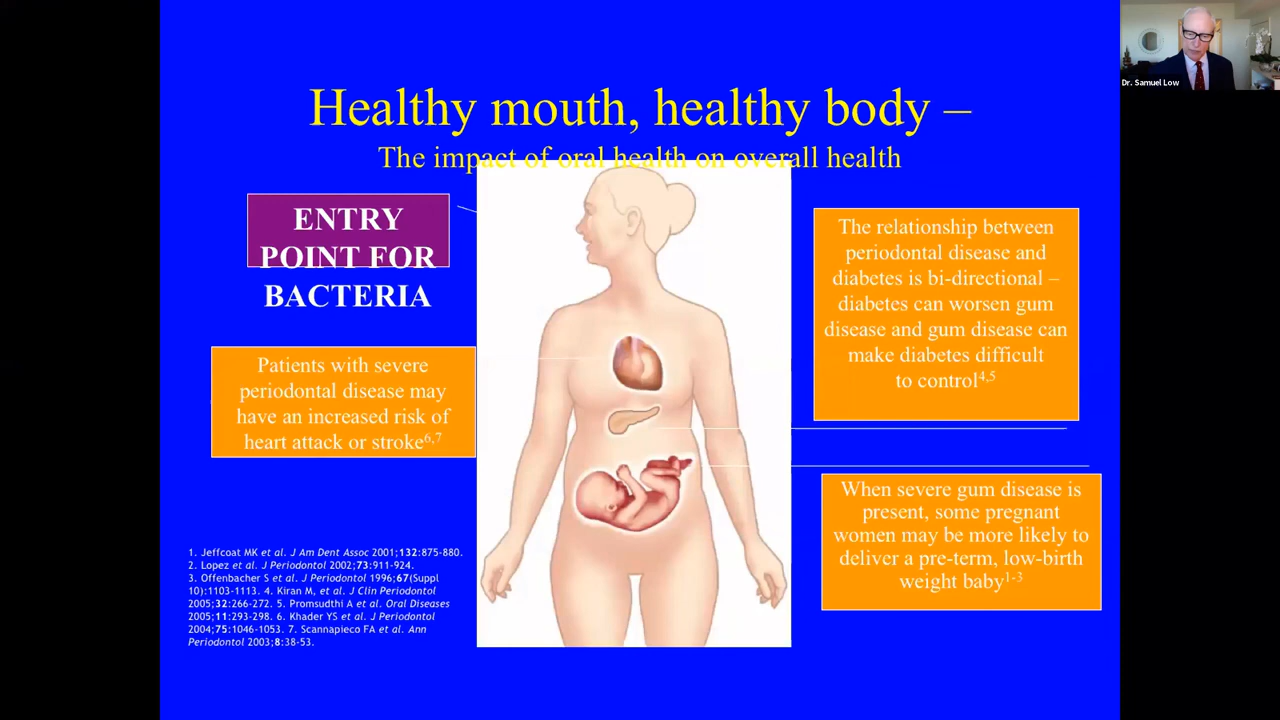 Healthy mouth, healthy body –
The impact of oral health on overall health
ENTRY
POINT FOR
BACTERIA
Patients with severe
periodontal disease may
have an increased risk of
heart attack or stroke6,7
The relationship between
periodontal disease and
diabetes is bi-directional –
diabetes can worsen gum
disease and gum disease can
make diabetes difficult
to control4,5
When severe gum disease is
present, some pregnant
women may be more likely to
deliver a pre-term, low-birth
weight baby1-3
1. Jeffcoat MK et al. J Am Dent Assoc 2001;132:875-880.
2. Lopez et al. J Periodontol 2002;73:911-924.
3. Offenbacher S et al. J Periodontol 1996;67(Suppl
10):1103-1113. 4. Kiran M, et al. J Clin Periodontol
2005;32:266-272. 5. Promsudthi A et al. Oral Diseases
2005;11:293-298. 6. Khader YS et al. J Periodontol
2004;75:1046-1053. 7. Scannapieco FA et al. Ann
Periodontol 2003;8:38-53.
Dr. Samuel Low